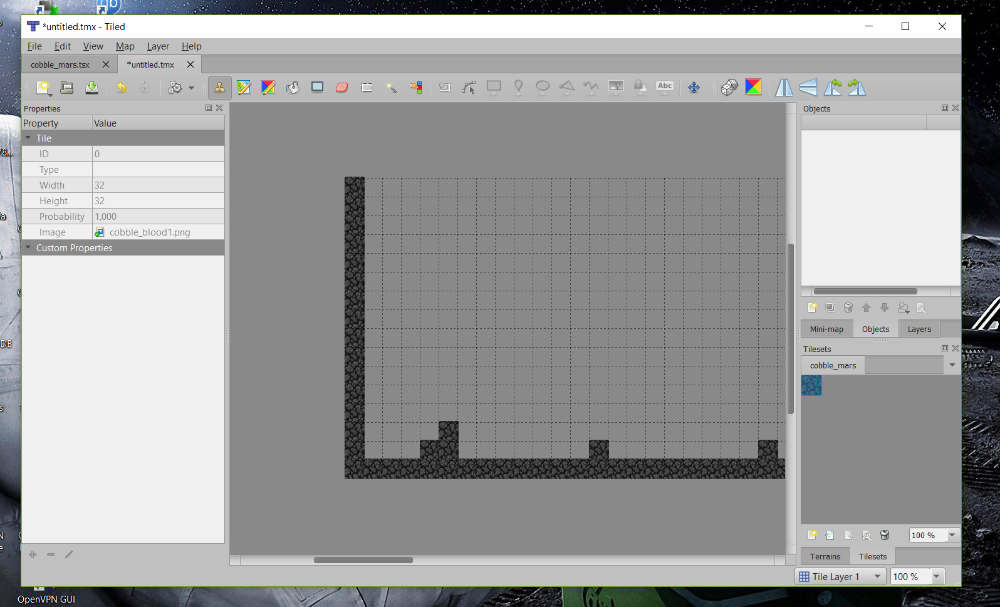 *untitled.tmx - Tiled
File Edit View Map Layer Help
cobble_mars.tsx *untitled.tmx
Abc
Properties
Property Value
Tile
ID 0
Type
Width 32
Height 32
Probability 1,000
Image cobble_blood1.png
Custom Properties
Objects
Mini-map Objects Layers
Tilesets
cobble_mars
100 %
Terrains Tilesets
Tile Layer 1 100 %
78...
a
DE
s
N
e
OpenVPN GUI